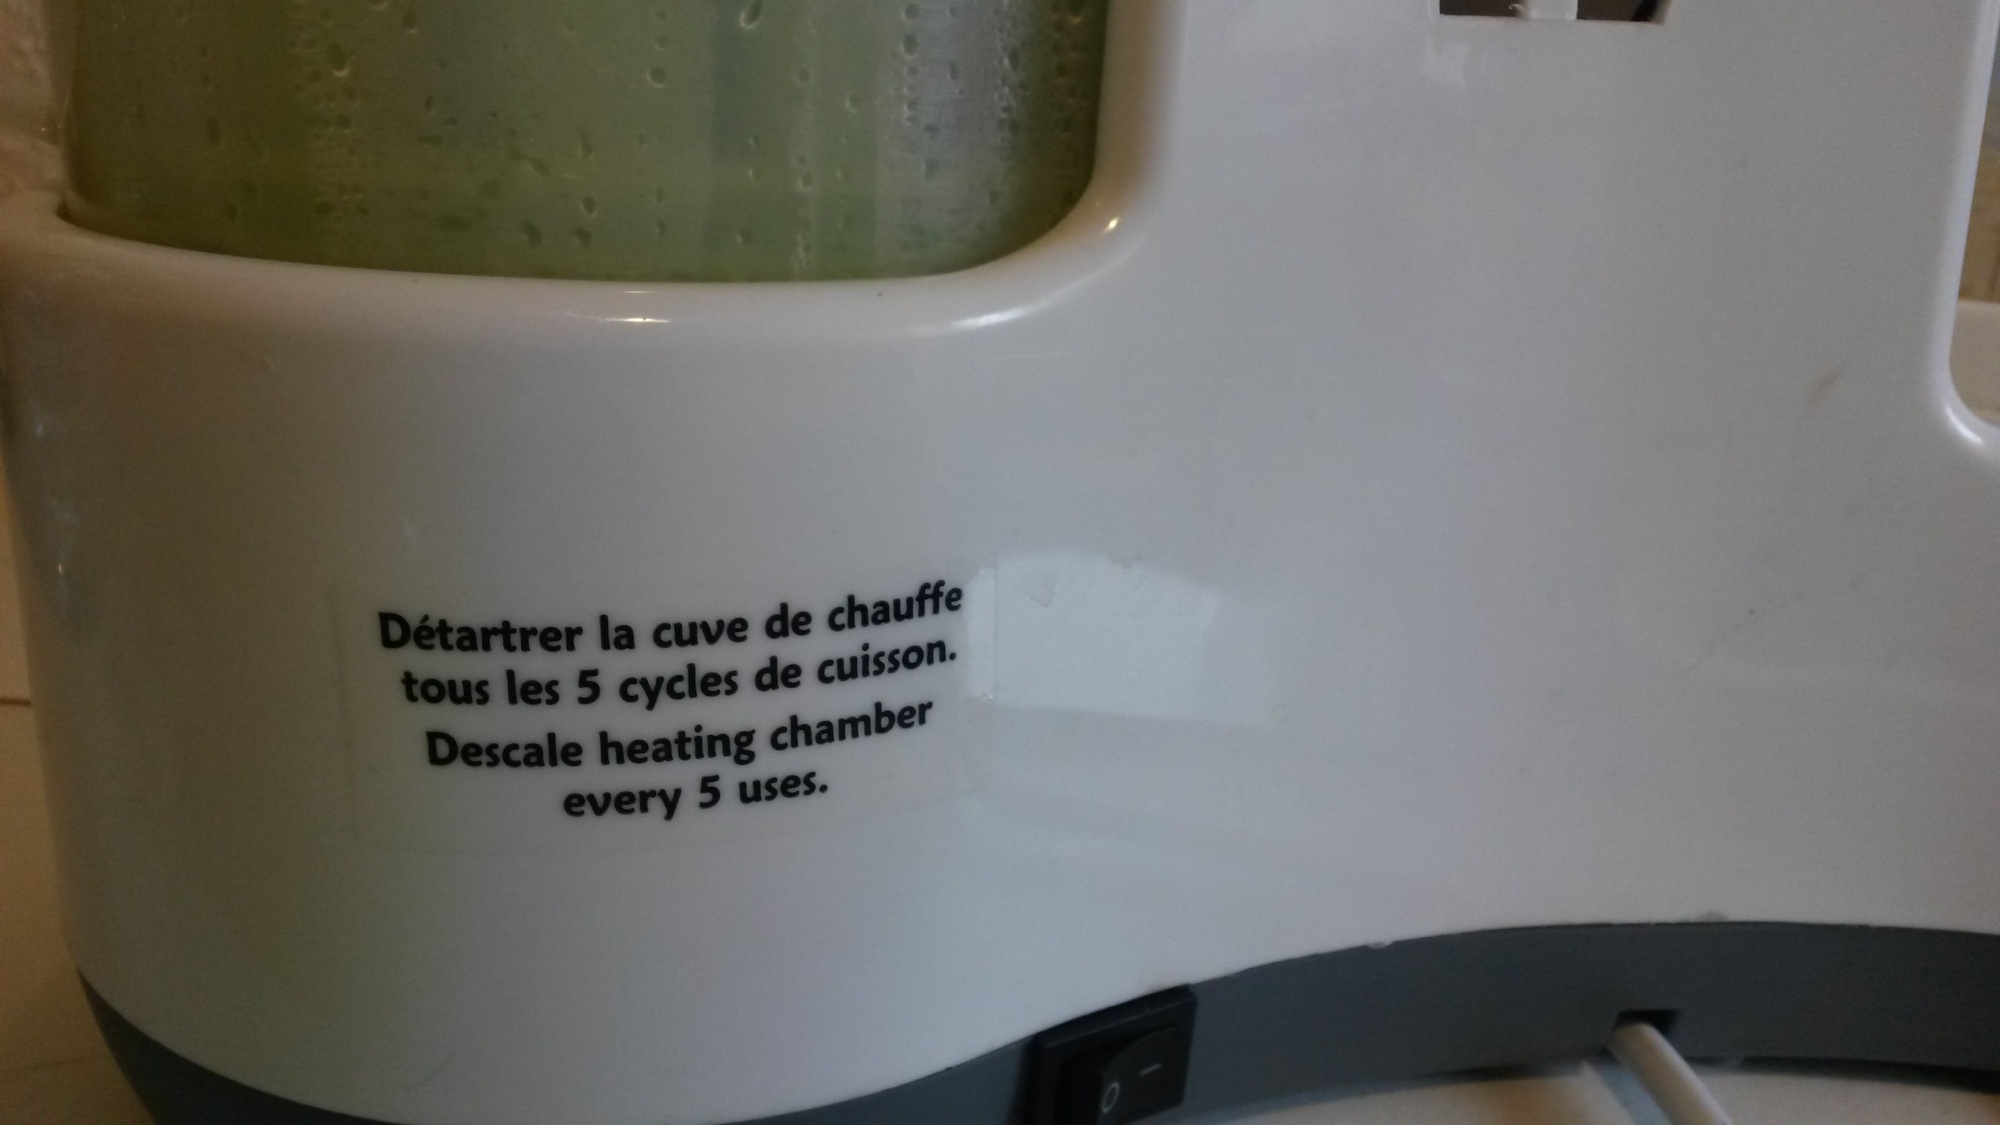 Détartrer la cuve de chauffe
tous les 5 cycles de cuisson.
Descale heating chamber
every 5 uses.